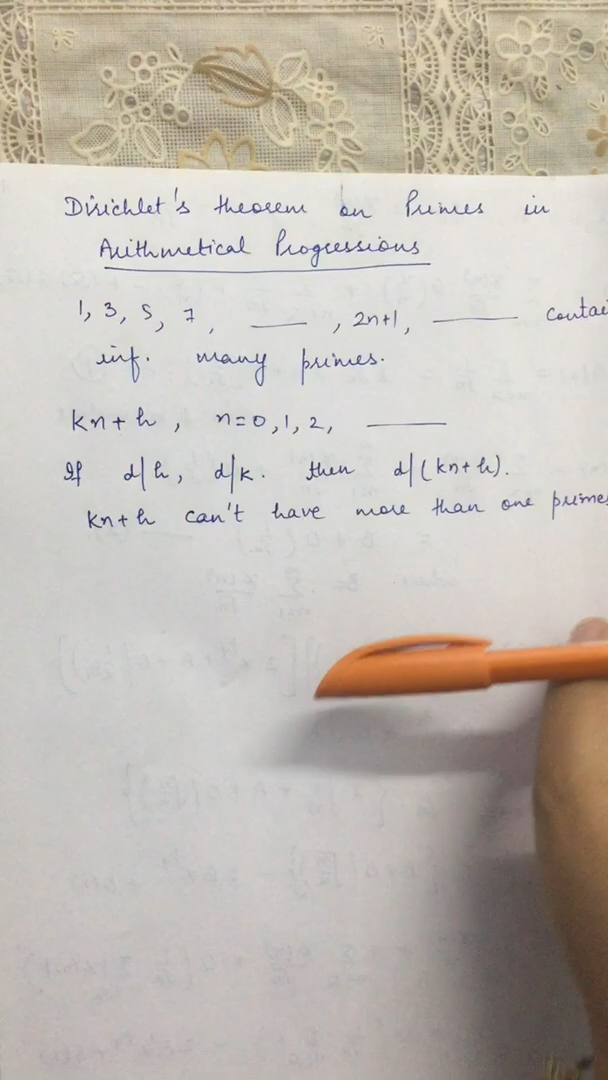 Dirichlet's theorem on Primes in
Arithmetical Progressions
1, 3, 5, 7, —, 2n+1, — contai
inf. many primes.
kn+h, n=0,1,2, —
If d/h, d/k. then d/(kn+h).
kn+h can't have more than one primes